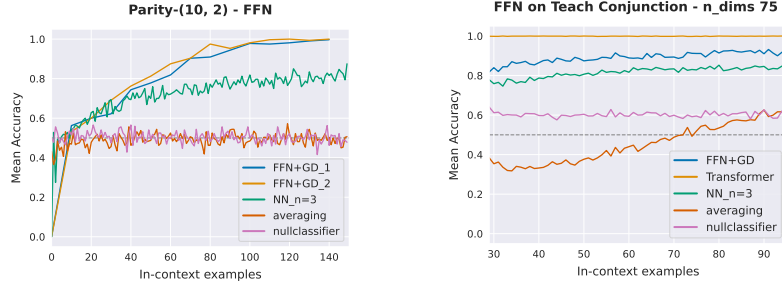 Parity-(10, 2) - FFN
Mean Accuracy
1.0
0.8
0.6
0.4
0.2
0.0
FFN+GD_1
FFN+GD_2
NN_n=3
averaging
nullclassifier
0 20 40 60 80 100 120 140
In-context examples
FFN on Teach Conjunction - n_dims 75
Mean Accuracy
1.0
0.8
0.6
0.4
0.2
0.0
FFN+GD
Transformer
NN_n=3
averaging
nullclassifier
30 40 50 60 70 80 90
In-context examples